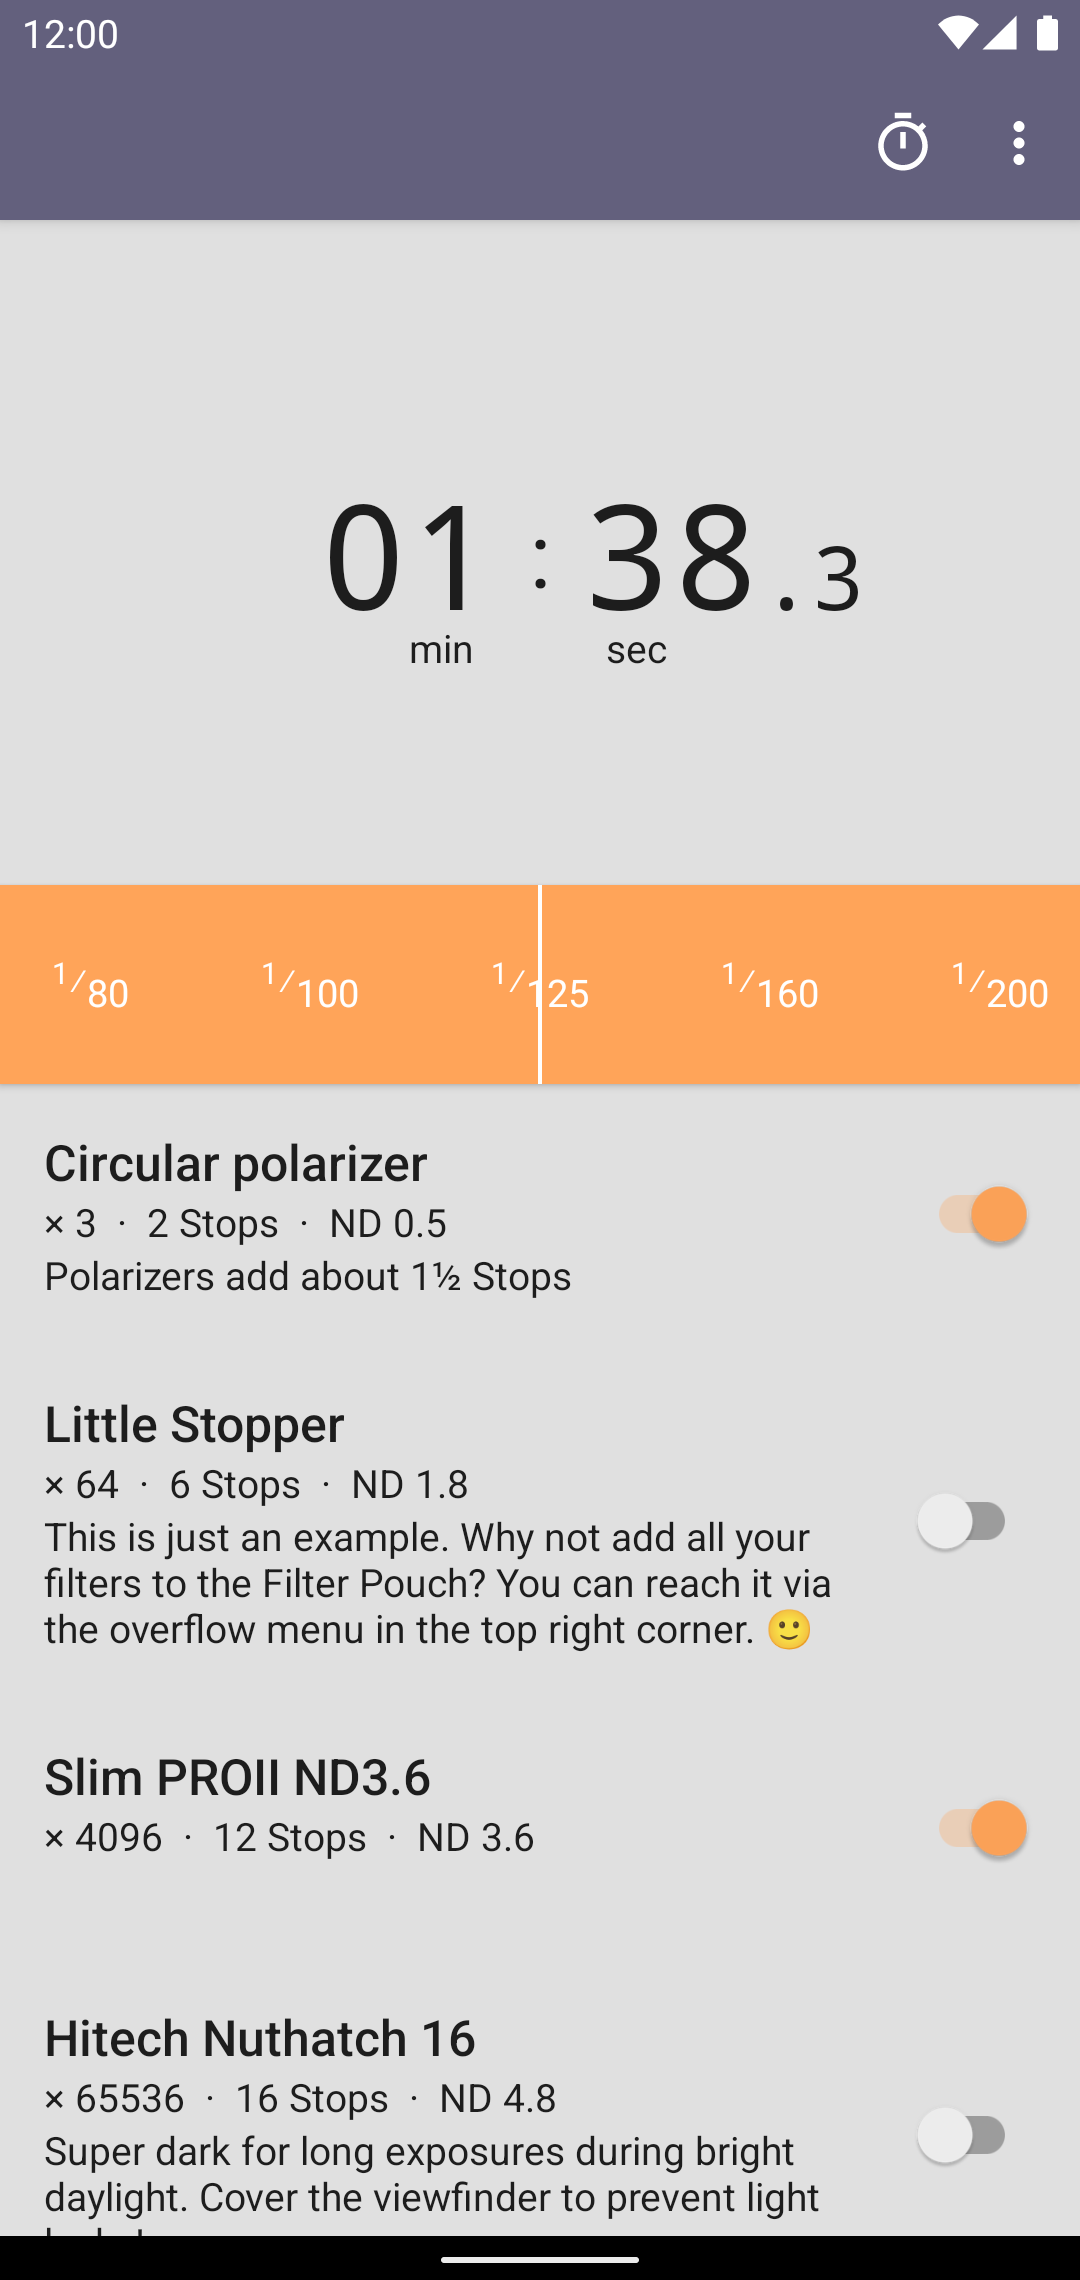 12:00
01 : 38.3
min sec
1/80 1/100 1/125 1/160 1/200
Circular polarizer
× 3 · 2 Stops · ND 0.5
Polarizers add about 1½ Stops
Little Stopper
× 64 · 6 Stops · ND 1.8
This is just an example. Why not add all your
filters to the Filter Pouch? You can reach it via
the overflow menu in the top right corner. 🙂
Slim PROII ND3.6
× 4096 · 12 Stops · ND 3.6
Hitech Nuthatch 16
× 65536 · 16 Stops · ND 4.8
Super dark for long exposures during bright
daylight. Cover the viewfinder to prevent light